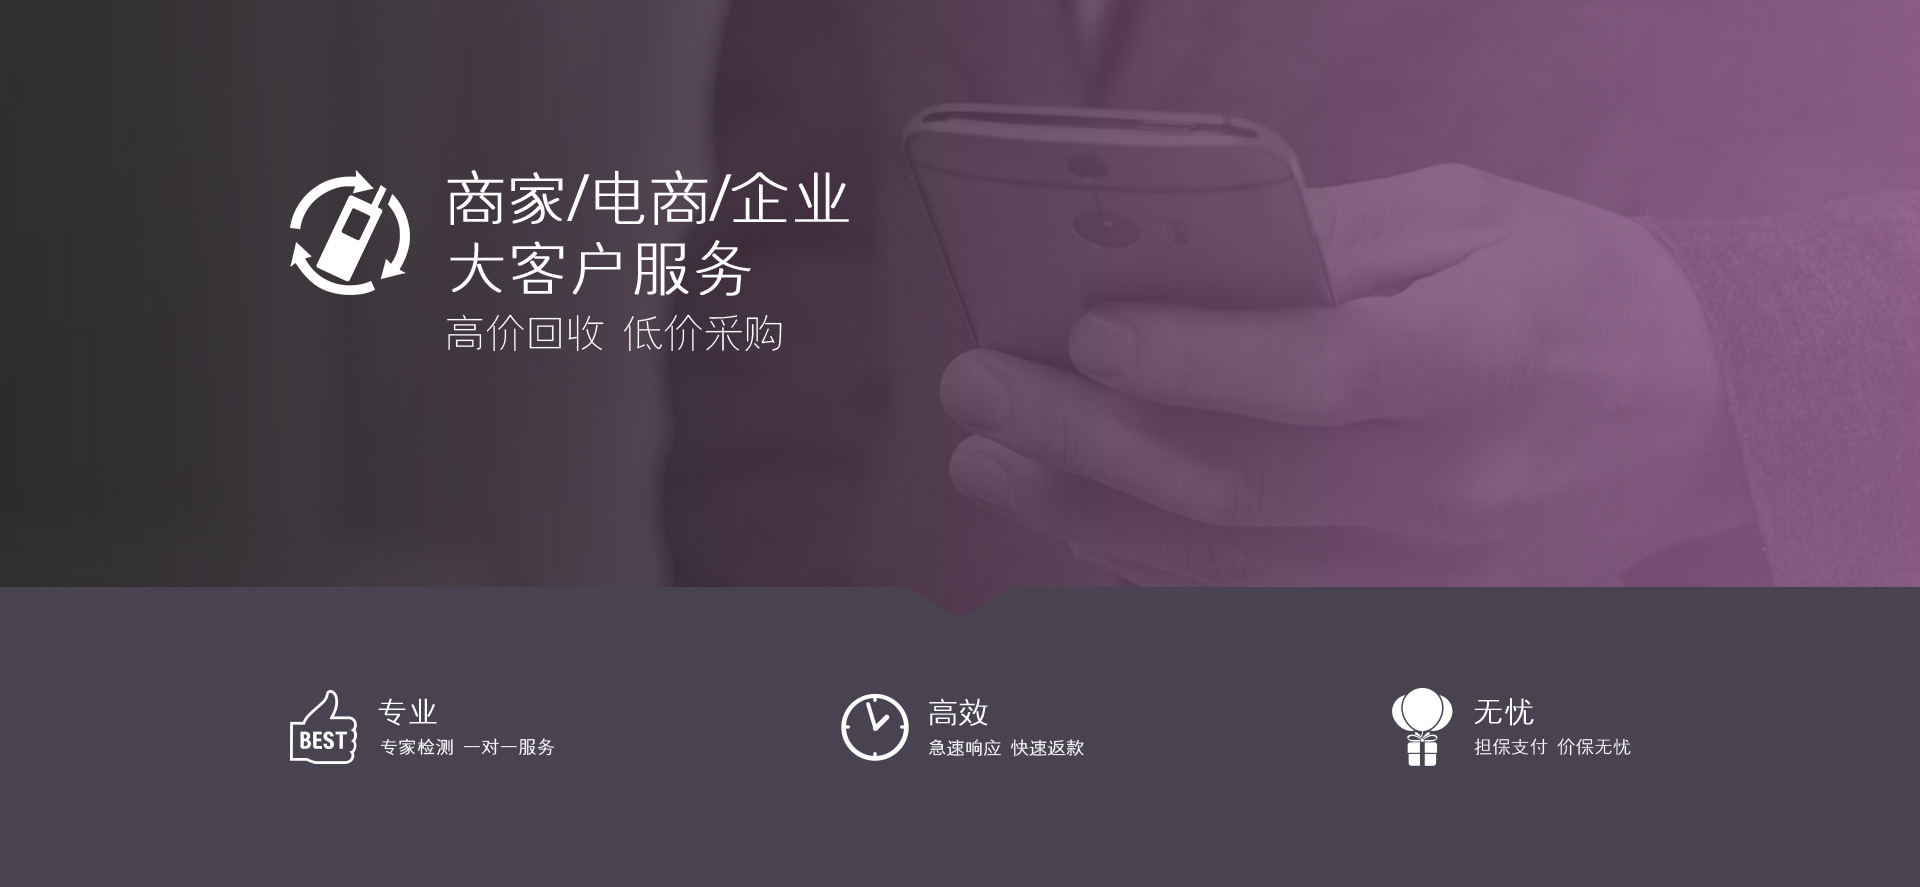 商家/电商/企业
大客户服务
高价回收 低价采购
BEST
专业
专家检测 一对一服务
高效
急速响应 快速返款
无忧
担保支付 价保无忧